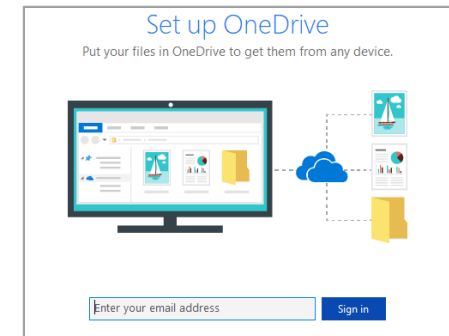 Set up OneDrive
Put your files in OneDrive to get them from any device.
Enter your email address
Sign in